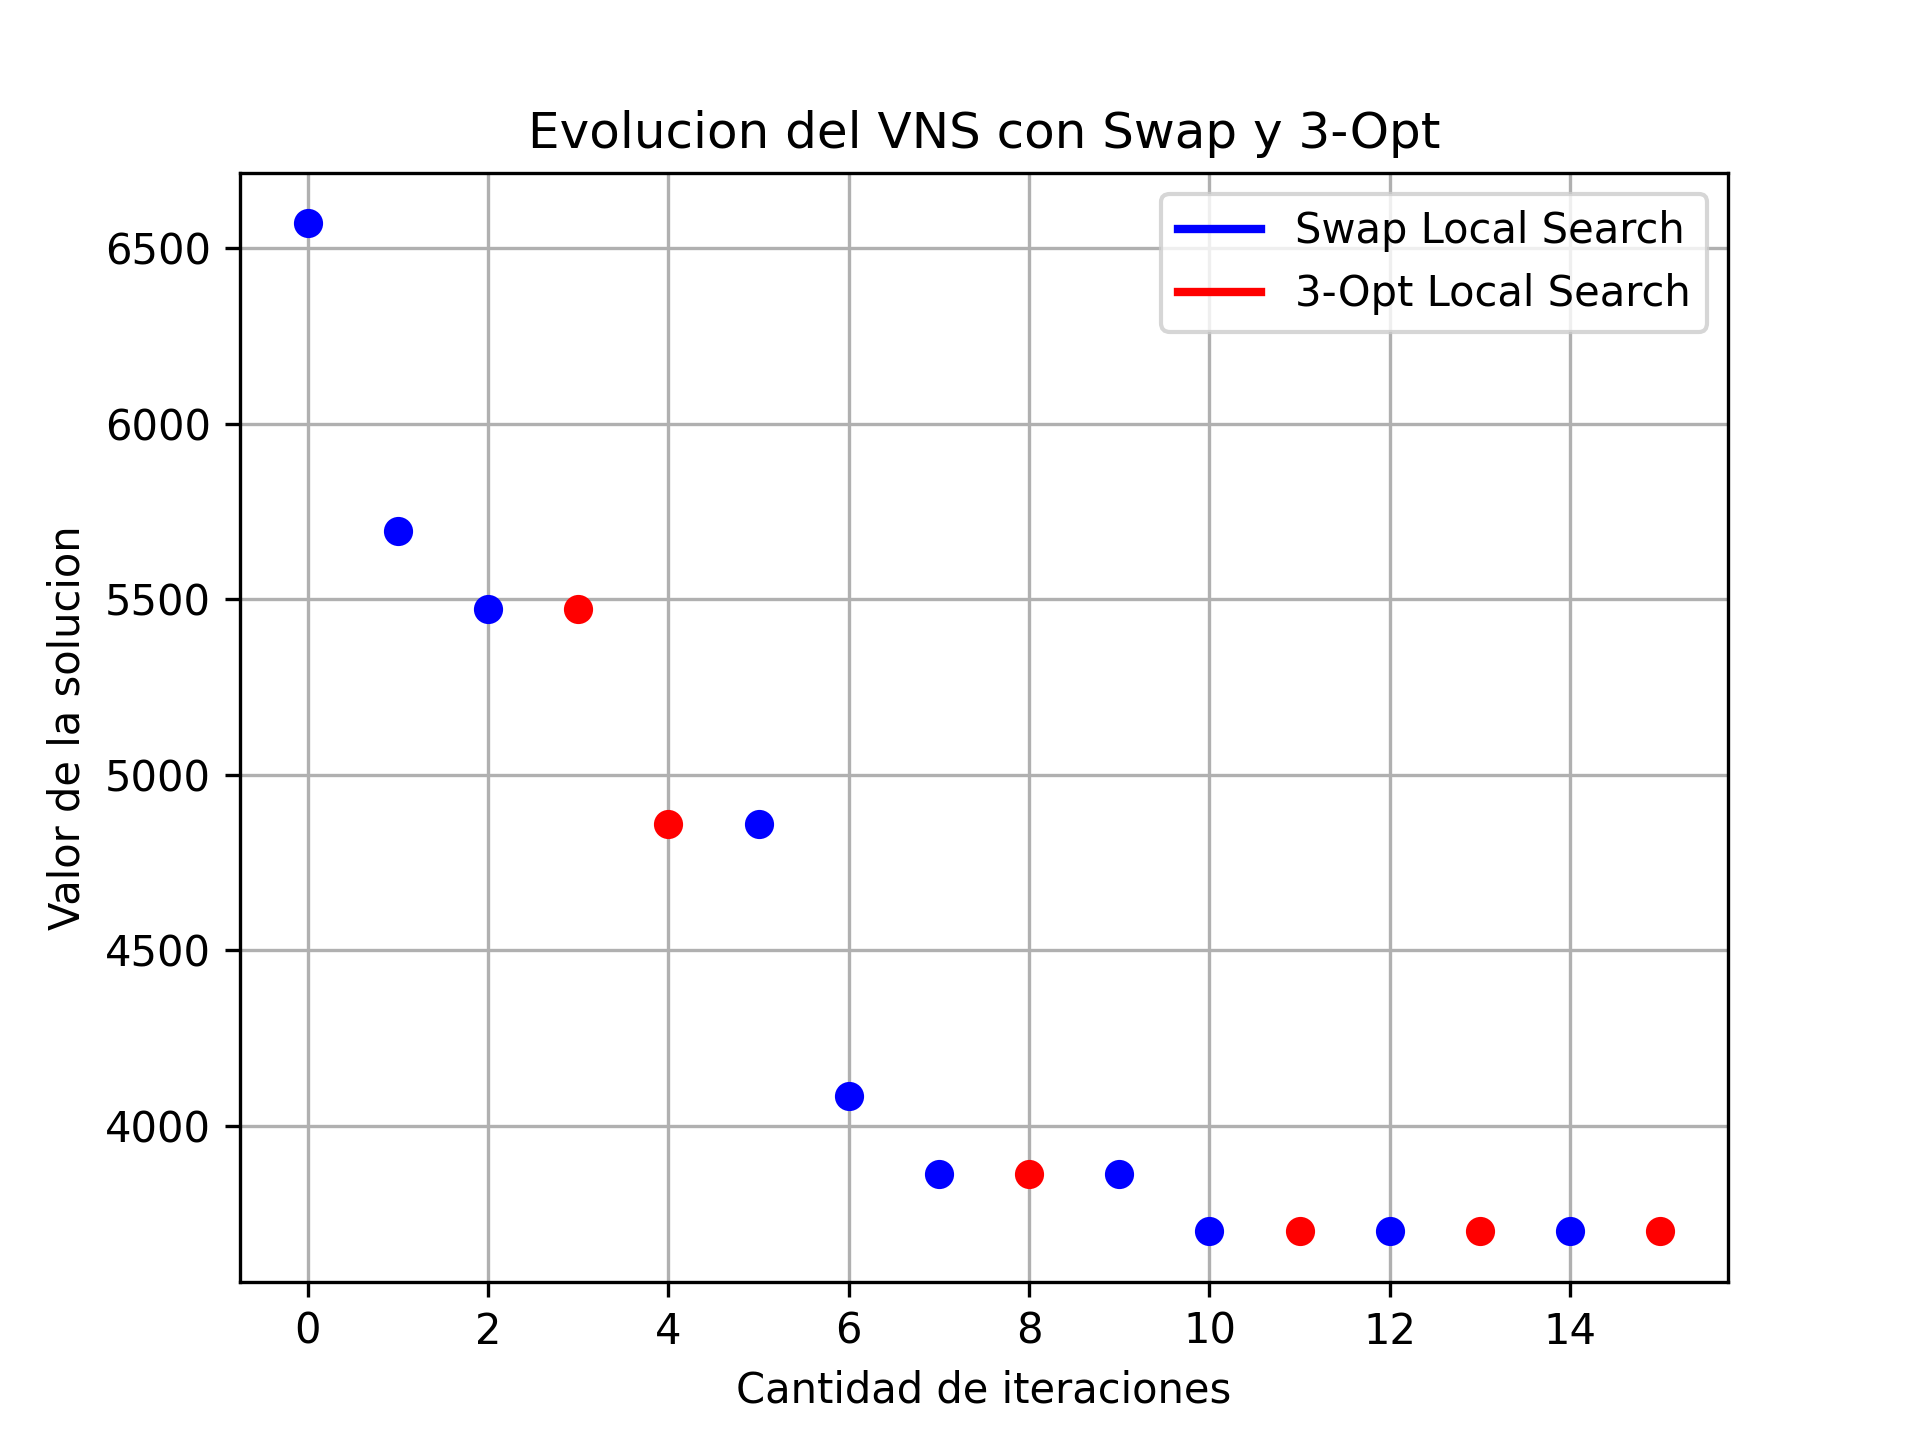 Evolucion del VNS con Swap y 3-Opt
Swap Local Search
3-Opt Local Search
Valor de la solucion
6500
6000
5500
5000
4500
4000
0 2 4 6 8 10 12 14
Cantidad de iteraciones